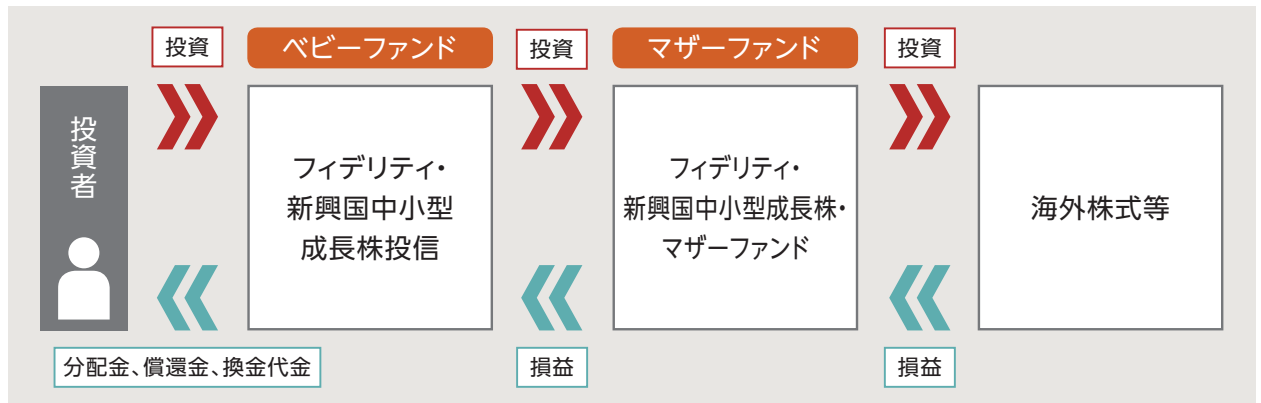 投資
ベビーファンド
投資
マザーファンド
投資
投資者
フィデリティ・
新興国中小型
成長株投信
フィデリティ・
新興国中小型成長株・
マザーファンド
海外株式等
分配金、償還金、換金代金
損益
損益